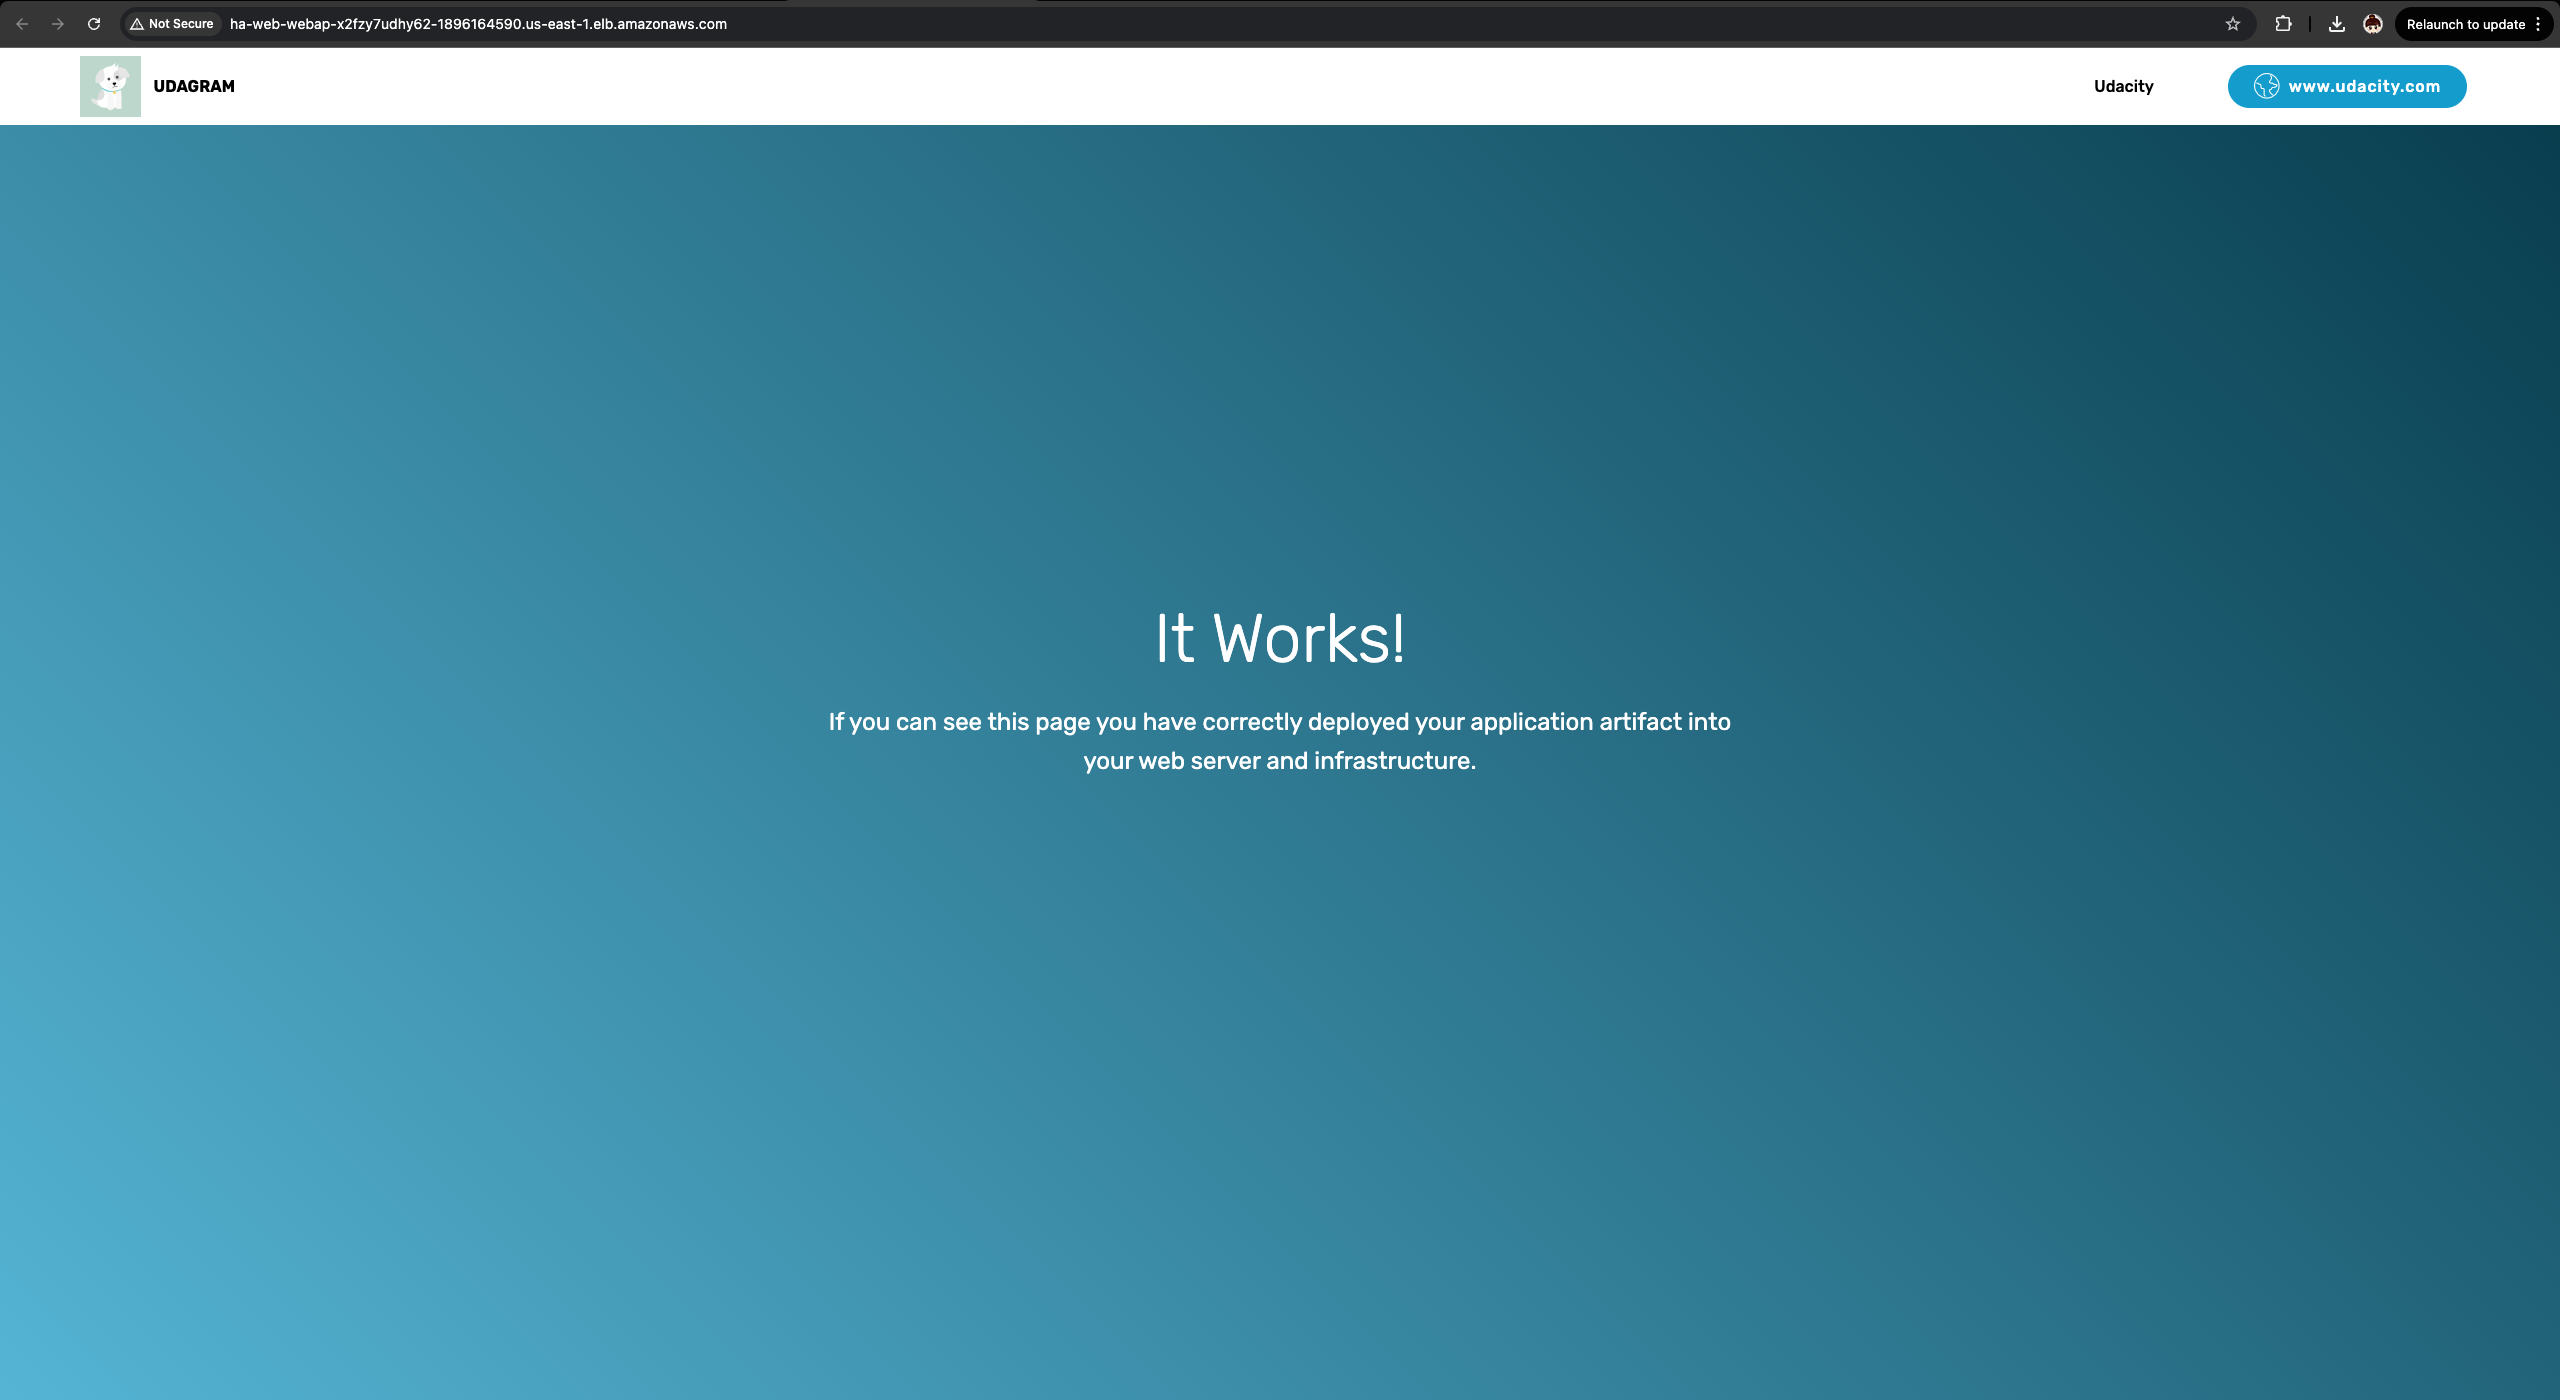 Not Secure
ha-web-webap-x2fzy7udhy62-1896164590.us-east-1.elb.amazonaws.com
Relaunch to update
UDAGRAM
Udacity
www.udacity.com
It Works!
If you can see this page you have correctly deployed your application artifact into
your web server and infrastructure.